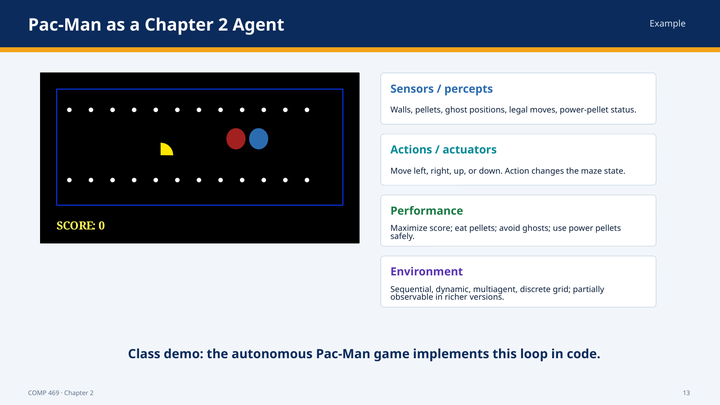 Pac-Man as a Chapter 2 Agent
Example
SCORE: 0
Sensors / percepts
Walls, pellets, ghost positions, legal moves, power-pellet status.
Actions / actuators
Move left, right, up, or down. Action changes the maze state.
Performance
Maximize score; eat pellets; avoid ghosts; use power pellets
safely.
Environment
Sequential, dynamic, multiagent, discrete grid; partially
observable in richer versions.
Class demo: the autonomous Pac-Man game implements this loop in code.
COMP 469 · Chapter 2
13